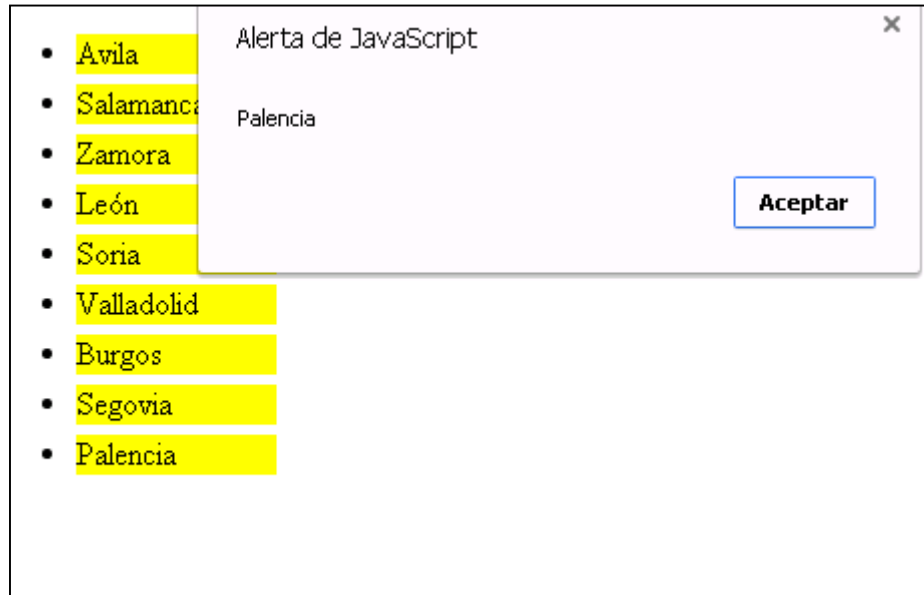 Avila
Salamanca
Zamora
León
Soria
Valladolid
Burgos
Segovia
Palencia
Alerta de JavaScript
Palencia
Aceptar